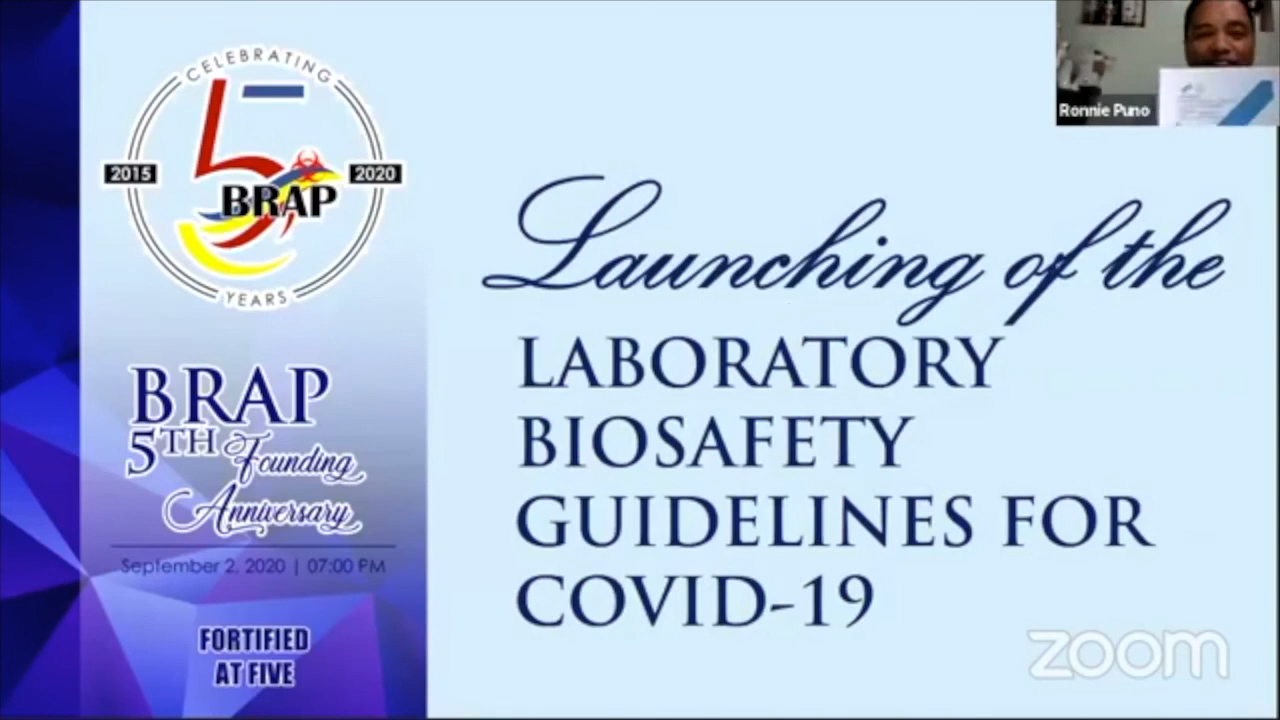 CELEBRATING
5
2015
BRAP
2020
YEARS
BRAP
5TH Founding
Anniversary
September 2, 2020 | 07:00 PM
FORTIFIED
AT FIVE
Ronnie Puno
Launching of the
LABORATORY
BIOSAFETY
GUIDELINES FOR
COVID-19
zoom